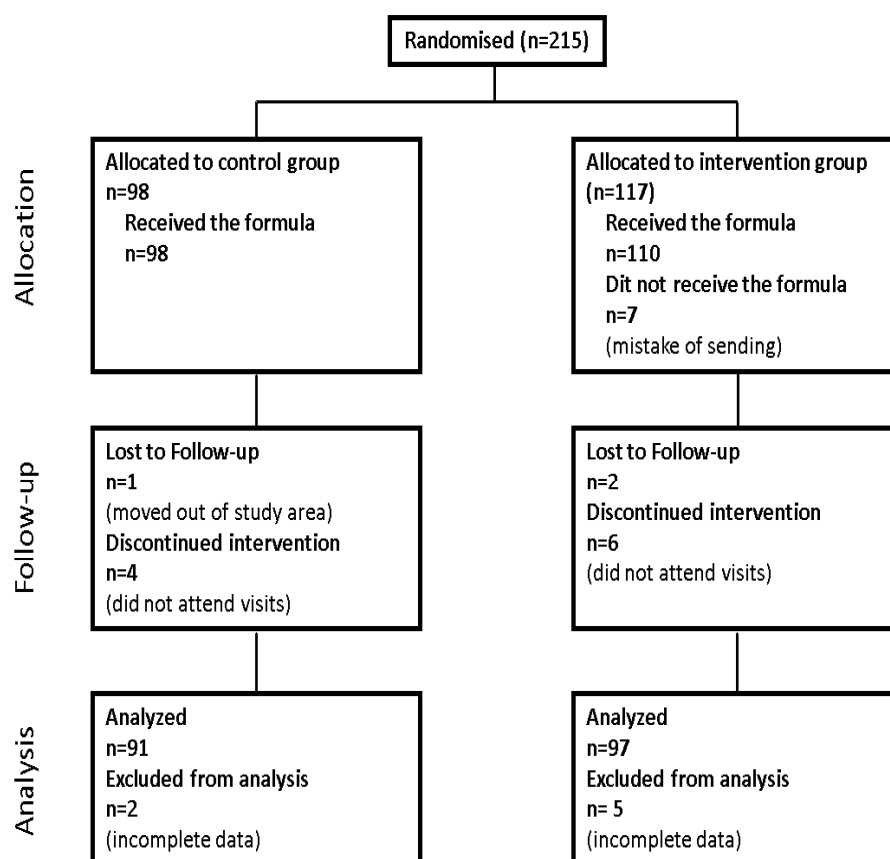 Randomised (n=215)
Allocation
Allocated to control group
n=98
Received the formula
n=98
Allocated to intervention group
(n=117)
Received the formula
n=110
Dit not receive the formula
n=7
(mistake of sending)
Follow-up
Lost to Follow-up
n=1
(moved out of study area)
Discontinued intervention
n=4
(did not attend visits)
Lost to Follow-up
n=2
Discontinued intervention
n=6
(did not attend visits)
Analysis
Analyzed
n=91
Excluded from analysis
n=2
(incomplete data)
Analyzed
n=97
Excluded from analysis
n= 5
(incomplete data)